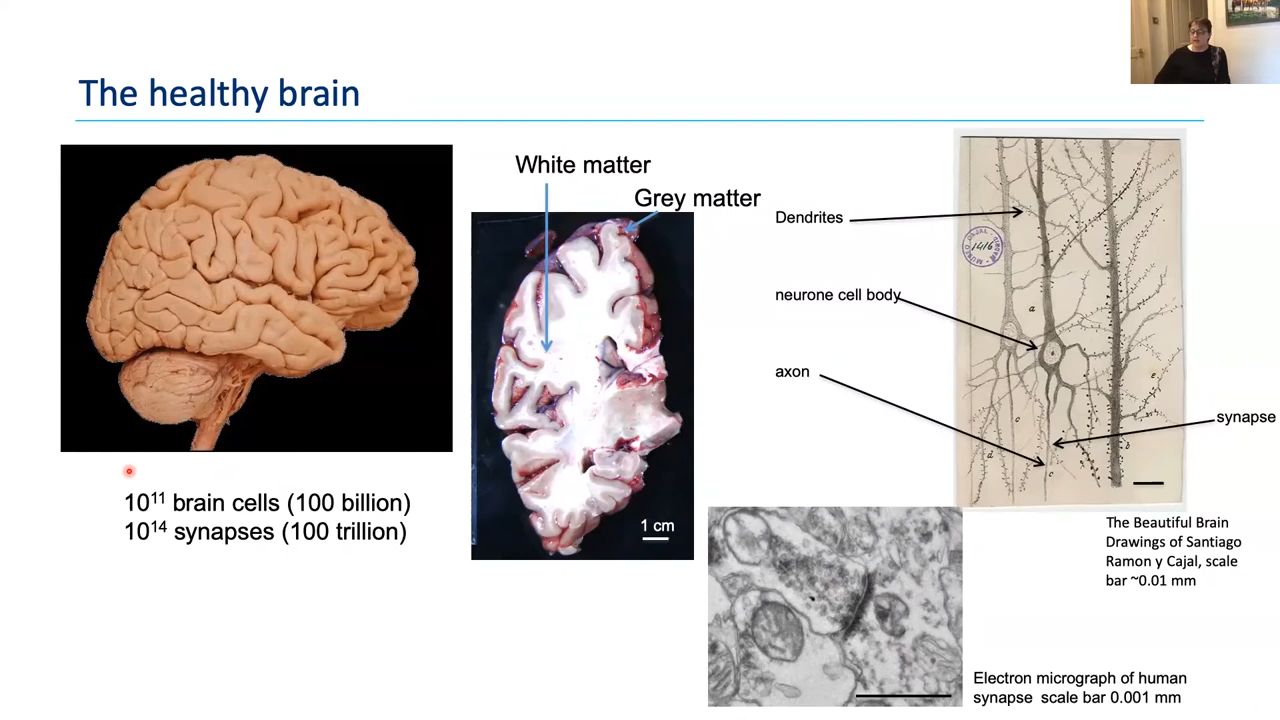 The healthy brain
White matter
Grey matter
1 cm
10¹¹ brain cells (100 billion)
10¹⁴ synapses (100 trillion)
Dendrites
neurone cell body
axon
synapse
1416
a
c
d
e
b
c
The Beautiful Brain
Drawings of Santiago
Ramon y Cajal, scale
bar ~0.01 mm
Electron micrograph of human
synapse scale bar 0.001 mm